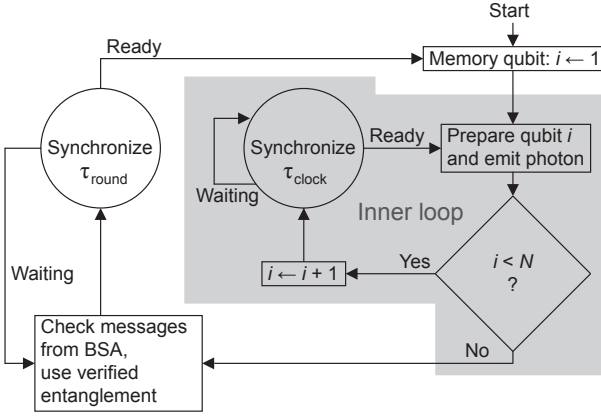 Start
Ready
Memory qubit: i ← 1
Synchronize
τround
Synchronize
τclock
Ready
Prepare qubit i
and emit photon
Waiting
Inner loop
Waiting
i ← i + 1
Yes
i < N
?
Check messages
from BSA,
use verified
entanglement
No